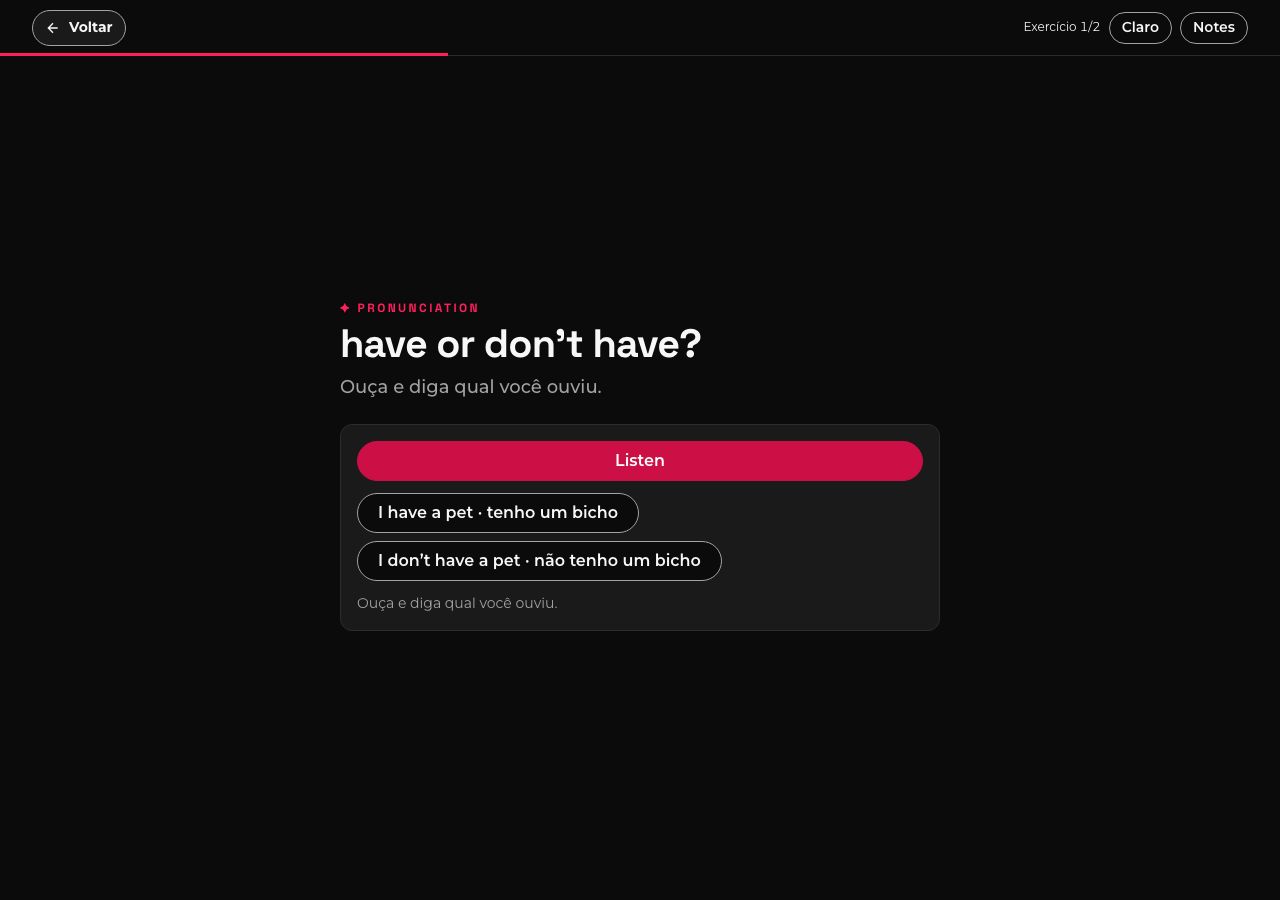 Voltar
Exercício 1/2
Claro
Notes
PRONUNCIATION
have or don’t have?
Ouça e diga qual você ouviu.
Listen
I have a pet · tenho um bicho
I don’t have a pet · não tenho um bicho
Ouça e diga qual você ouviu.